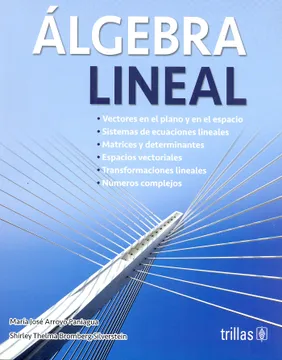 ÁLGEBRA
LINEAL
• Vectores en el plano y en el espacio
• Sistemas de ecuaciones lineales
• Matrices y determinantes
• Espacios vectoriales
• Transformaciones lineales
• Números complejos
María José Arroyo Paniagua
Shirley Thelma Bromberg Silverstein
trillas